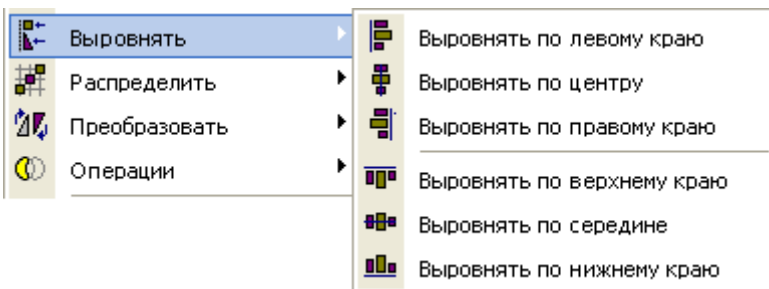 Выровнять
Распределить
Преобразовать
Операции
Выровнять по левому краю
Выровнять по центру
Выровнять по правому краю
Выровнять по верхнему краю
Выровнять по середине
Выровнять по нижнему краю